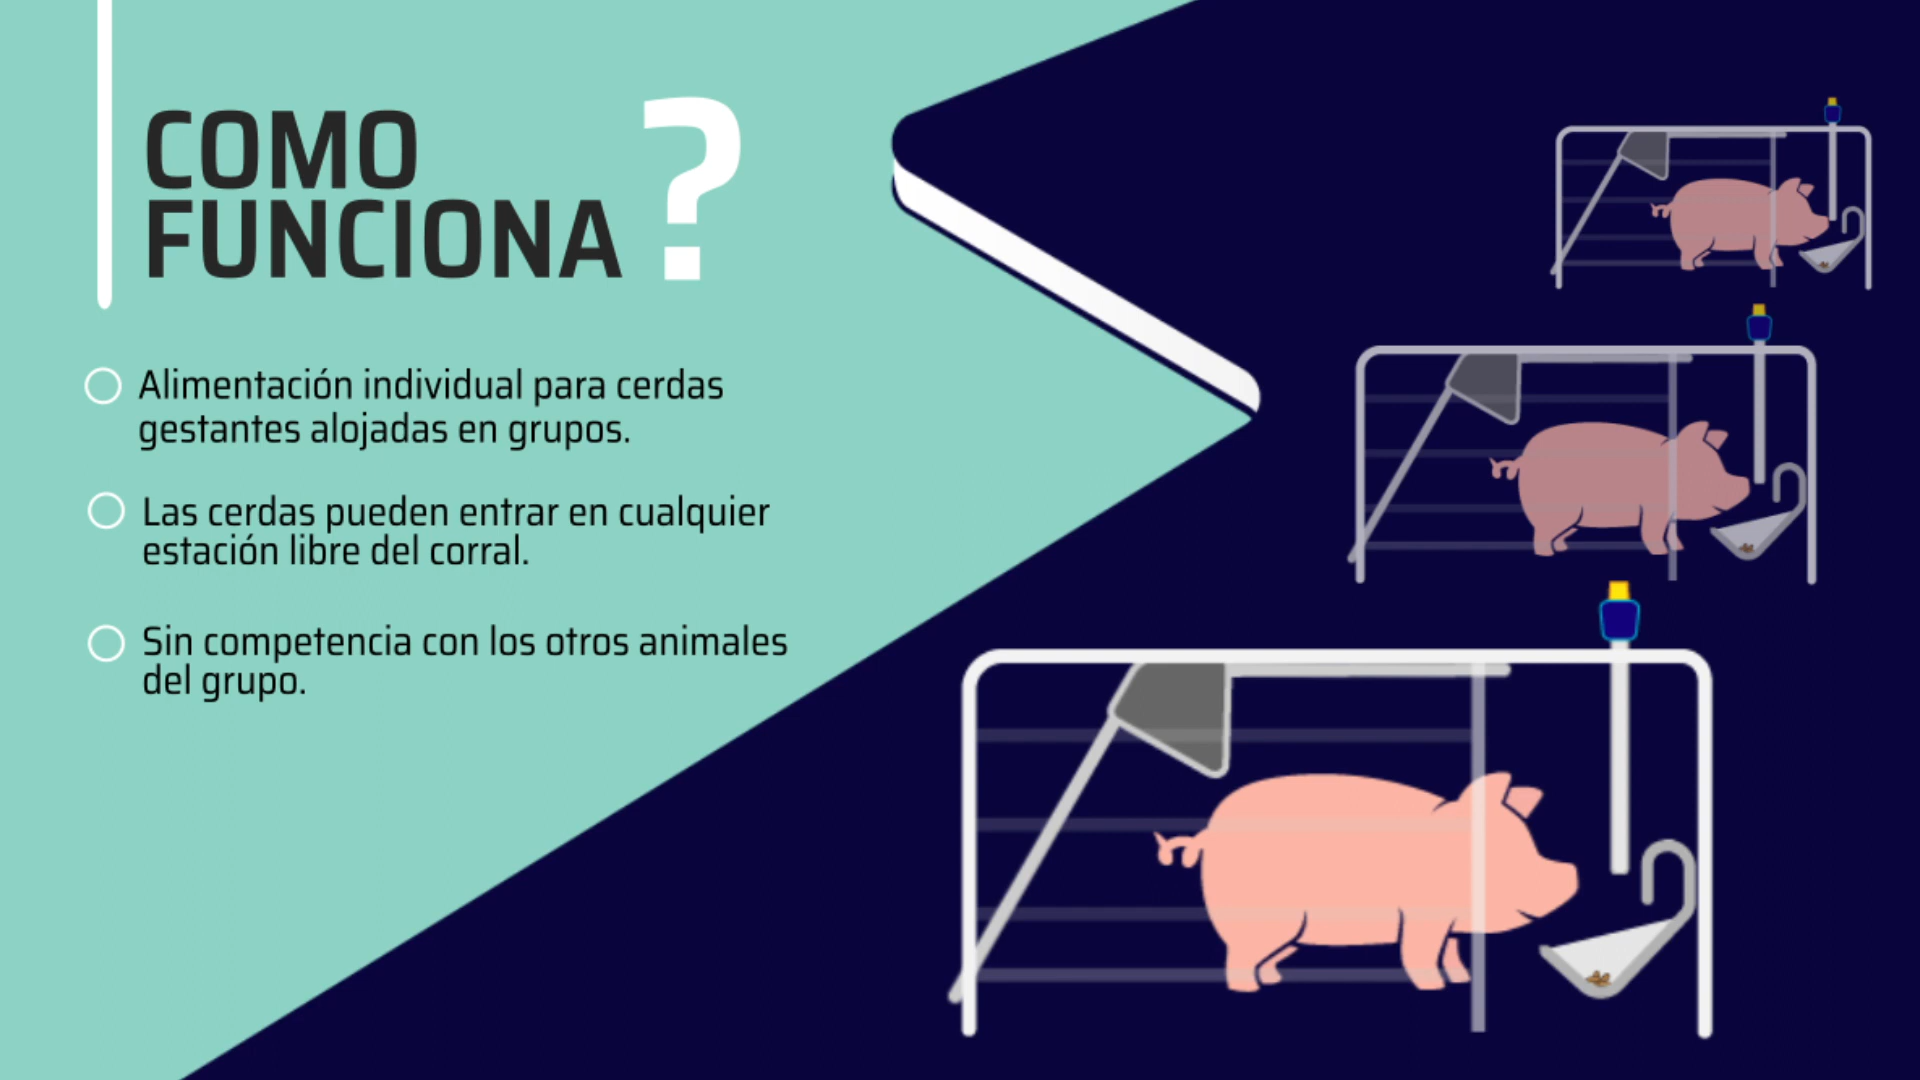 COMO
FUNCIONA?
Alimentación individual para cerdas
gestantes alojadas en grupos.
Las cerdas pueden entrar en cualquier
estación libre del corral.
Sin competencia con los otros animales
del grupo.